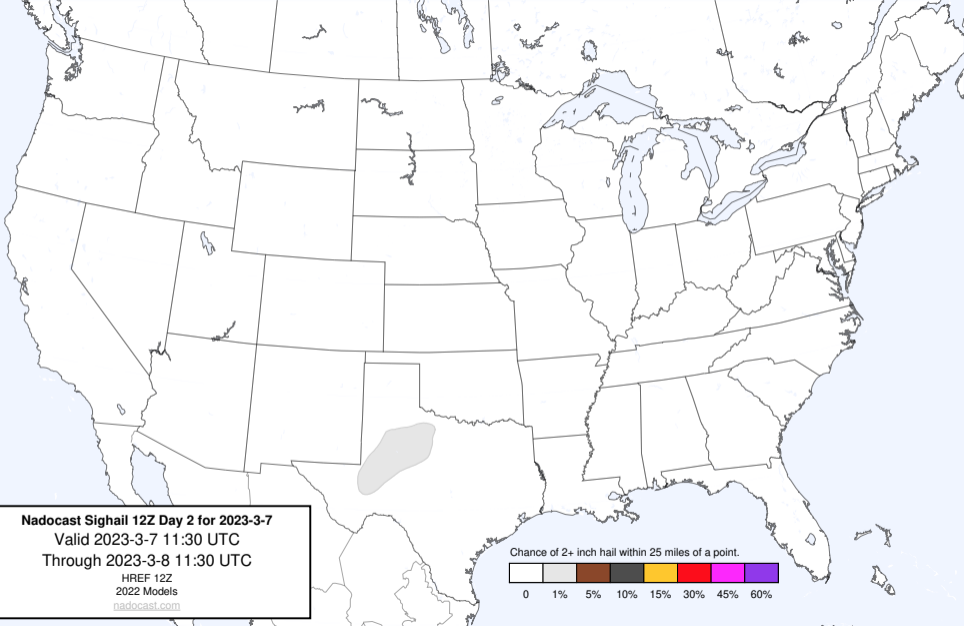 Nadocast Sighail 12Z Day 2 for 2023-3-7
Valid 2023-3-7 11:30 UTC
Through 2023-3-8 11:30 UTC
HREF 12Z
2022 Models
nadocast.com
Chance of 2+ inch hail within 25 miles of a point.
0 1% 5% 10% 15% 30% 45% 60%